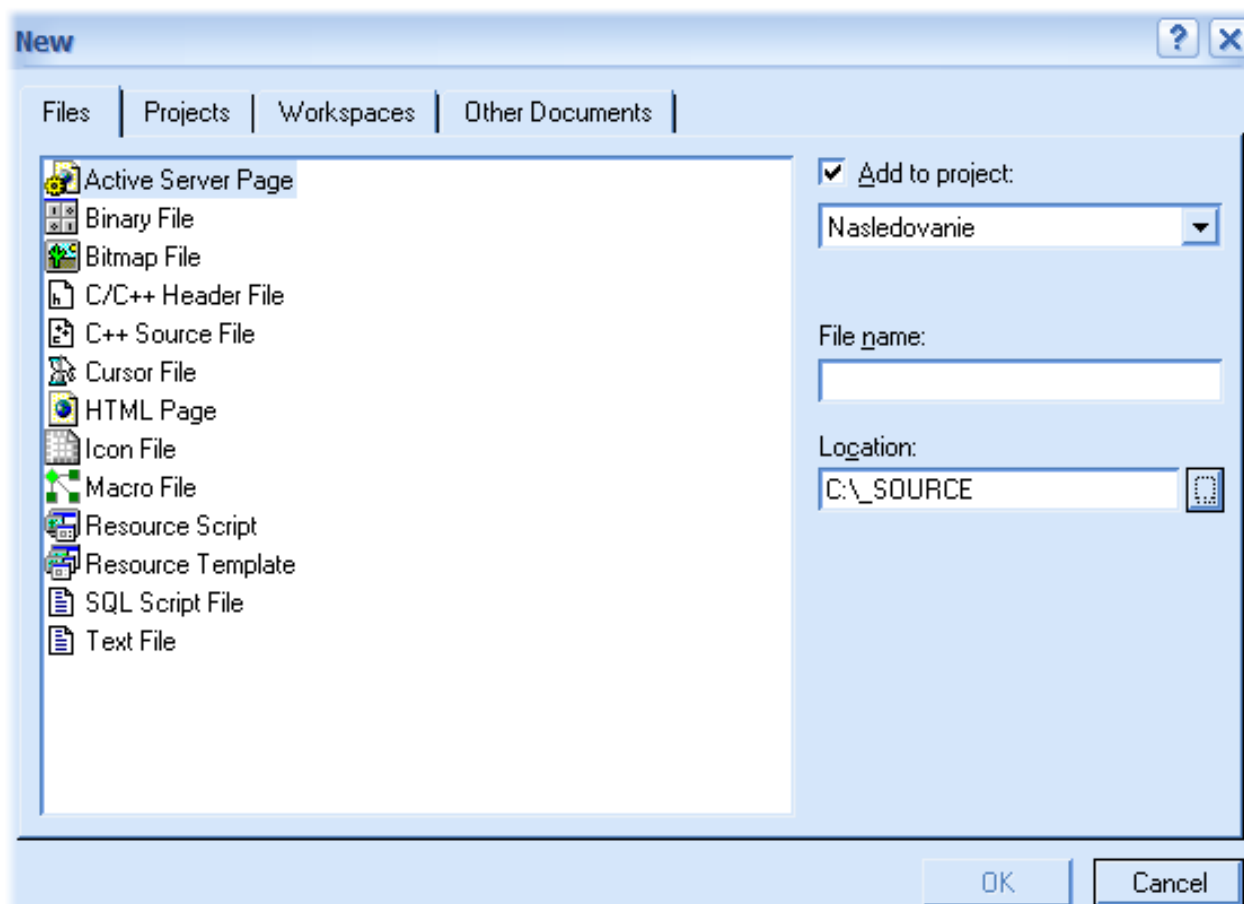 New
Files Projects Workspaces Other Documents
Active Server Page
Binary File
Bitmap File
C/C++ Header File
C++ Source File
Cursor File
HTML Page
Icon File
Macro File
Resource Script
Resource Template
SQL Script File
Text File
Add to project:
Nasledovanie
File name:
Location:
C:\_SOURCE
OK Cancel